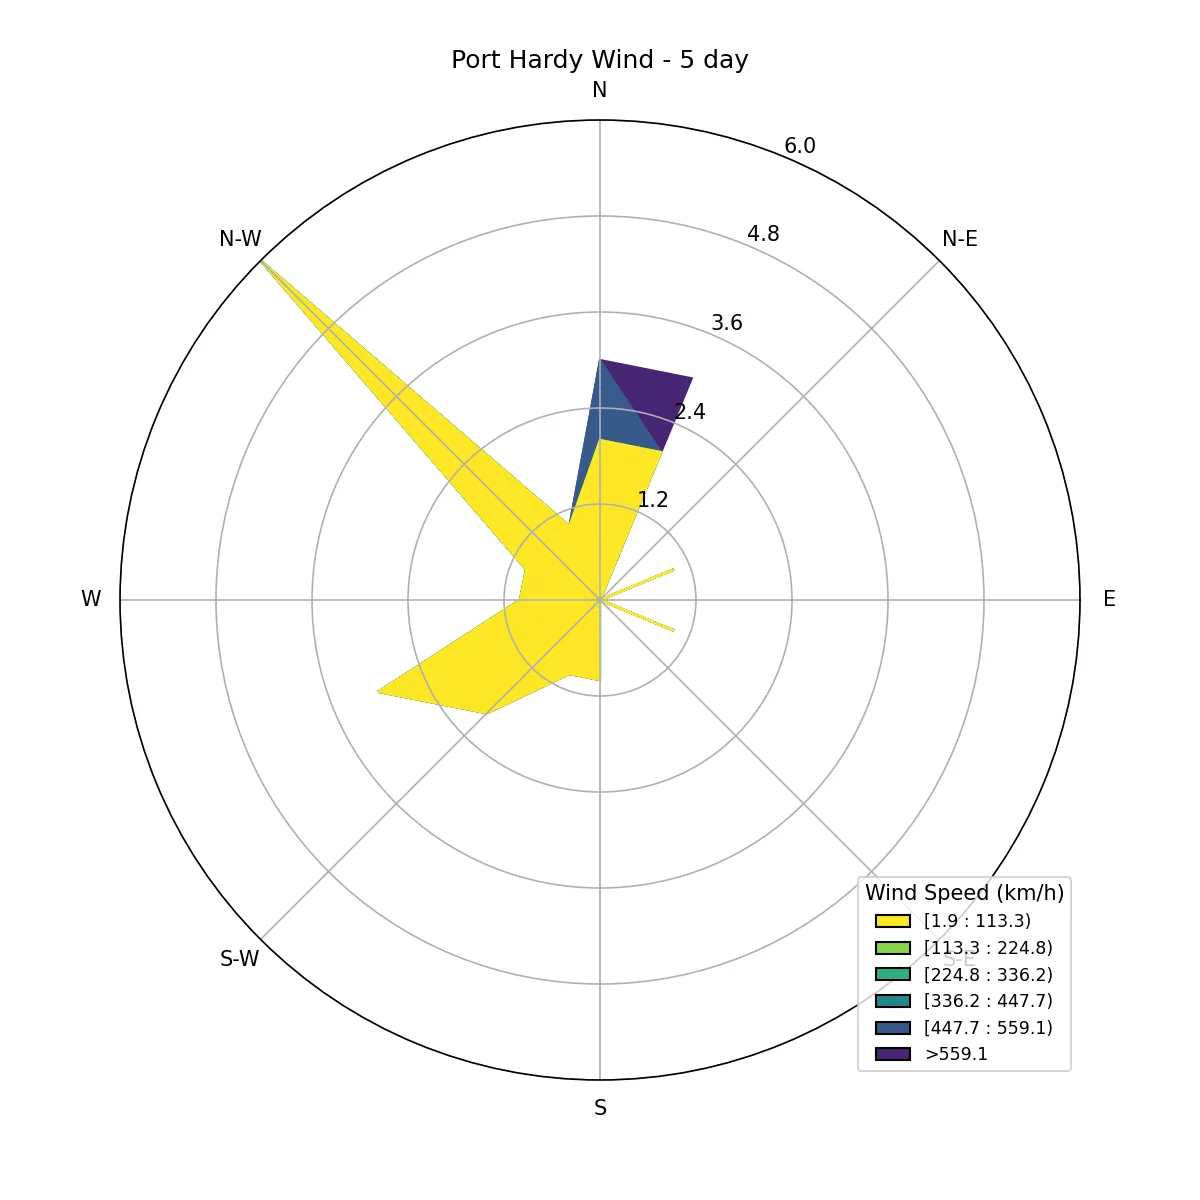 Port Hardy Wind - 5 day
N
6.0
N-W
4.8
N-E
3.6
2.4
1.2
W
E
Wind Speed (km/h)
[1.9 : 113.3)
[113.3 : 224.8)
S-W
S-E
[224.8 : 336.2)
[336.2 : 447.7)
[447.7 : 559.1)
>559.1
S